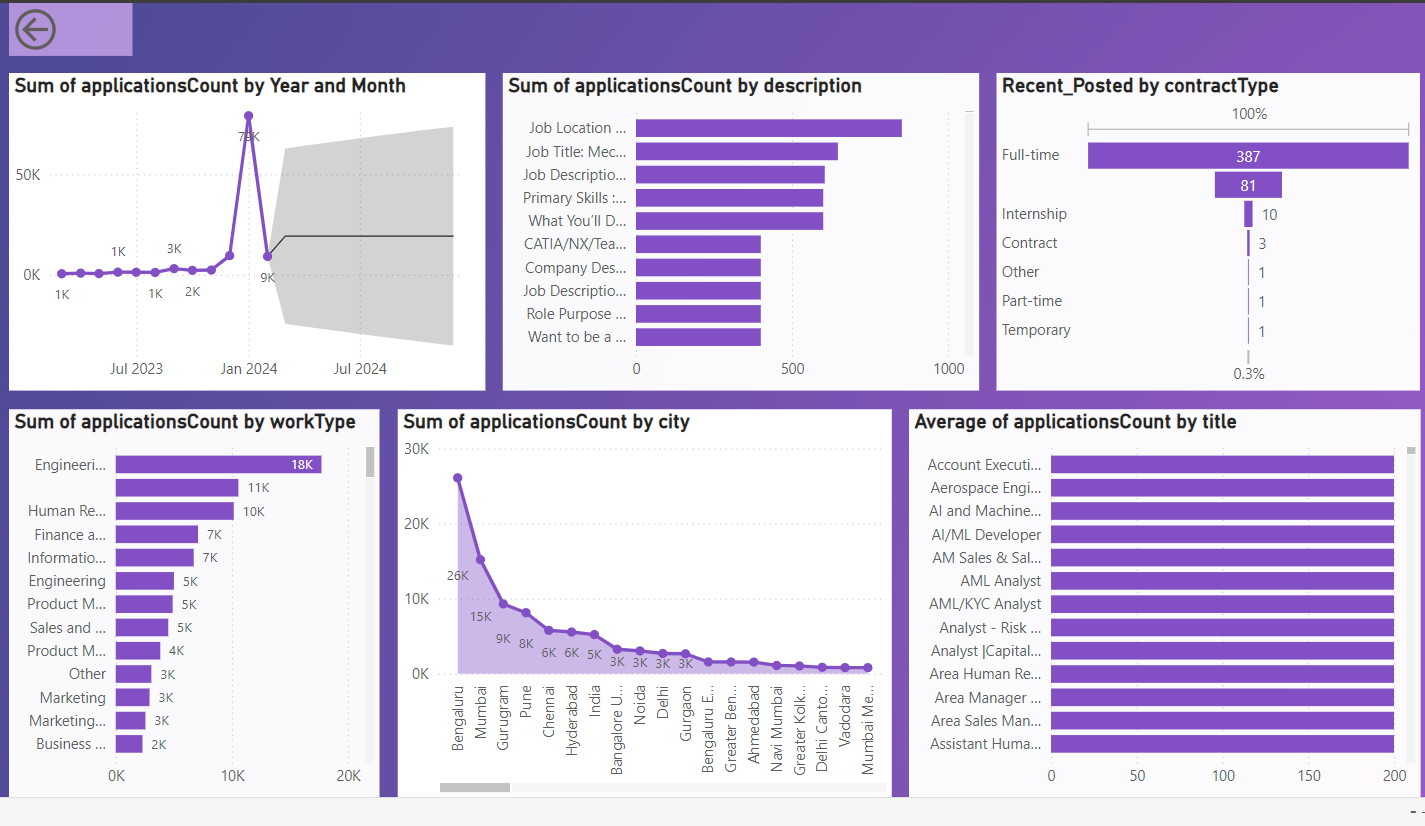 Sum of applicationsCount by Year and Month
50K
0K
1K
1K
1K
3K
2K
9K
Jul 2023
Jan 2024
Jul 2024
Sum of applicationsCount by description
Job Location ...
Job Title: Mec...
Job Descriptio...
Primary Skills :...
What You'll D...
CATIA/NX/Tea...
Company Des...
Job Descriptio...
Role Purpose ...
Want to be a ...
0
500
1000
Recent_Posted by contractType
100%
Full-time 387
81
Internship 10
Contract 3
Other 1
Part-time 1
Temporary 1
0.3%
Sum of applicationsCount by workType
Engineeri... 18K
11K
Human Re... 10K
Finance a... 7K
Informatio... 7K
Engineering 5K
Product M... 5K
Sales and ... 5K
Product M... 4K
Other 3K
Marketing 3K
Marketing... 3K
Business ... 2K
0K
10K
20K
Sum of applicationsCount by city
30K
20K
10K
0K
26K
15K
9K
8K
6K
6K
5K
3K
3K
3K
3K
Bengaluru
Mumbai
Gurugram
Pune
Chennai
Hyderabad
India
Bangalore U...
Noida
Delhi
Gurgaon
Bengaluru E...
Greater Ben...
Ahmedabad
Navi Mumbai
Greater Kolk...
Delhi Canto...
Vadodara
Mumbai Me...
Average of applicationsCount by title
Account Executi...
Aerospace Engi...
AI and Machine...
AI/ML Developer
AM Sales & Sal...
AML Analyst
AML/KYC Analyst
Analyst - Risk ...
Analyst |Capital...
Area Human Re...
Area Manager ...
Area Sales Man...
Assistant Huma...
0
50
100
150
200